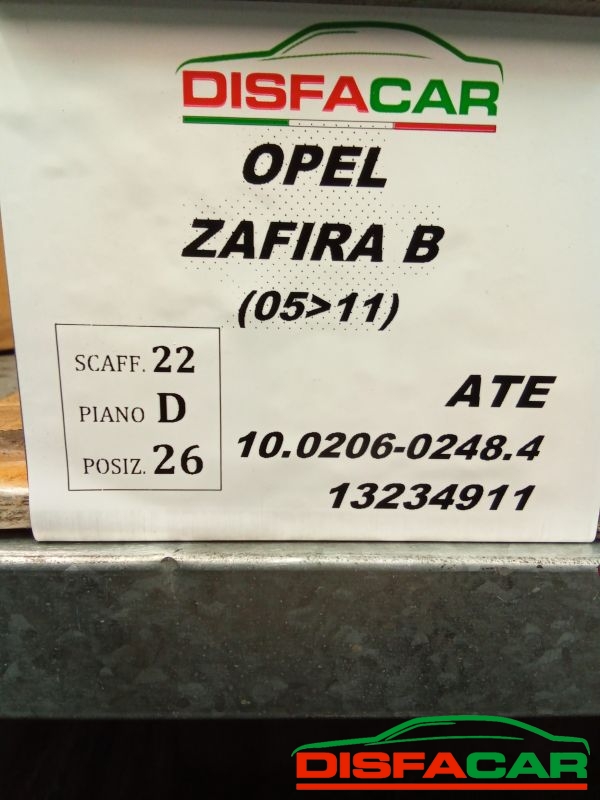 DISFACAR
OPEL
ZAFIRA B
(05>11)
SCAFF. 22
PIANO D
POSIZ. 26
ATE
10.0206-0248.4
13234911
DISFACAR